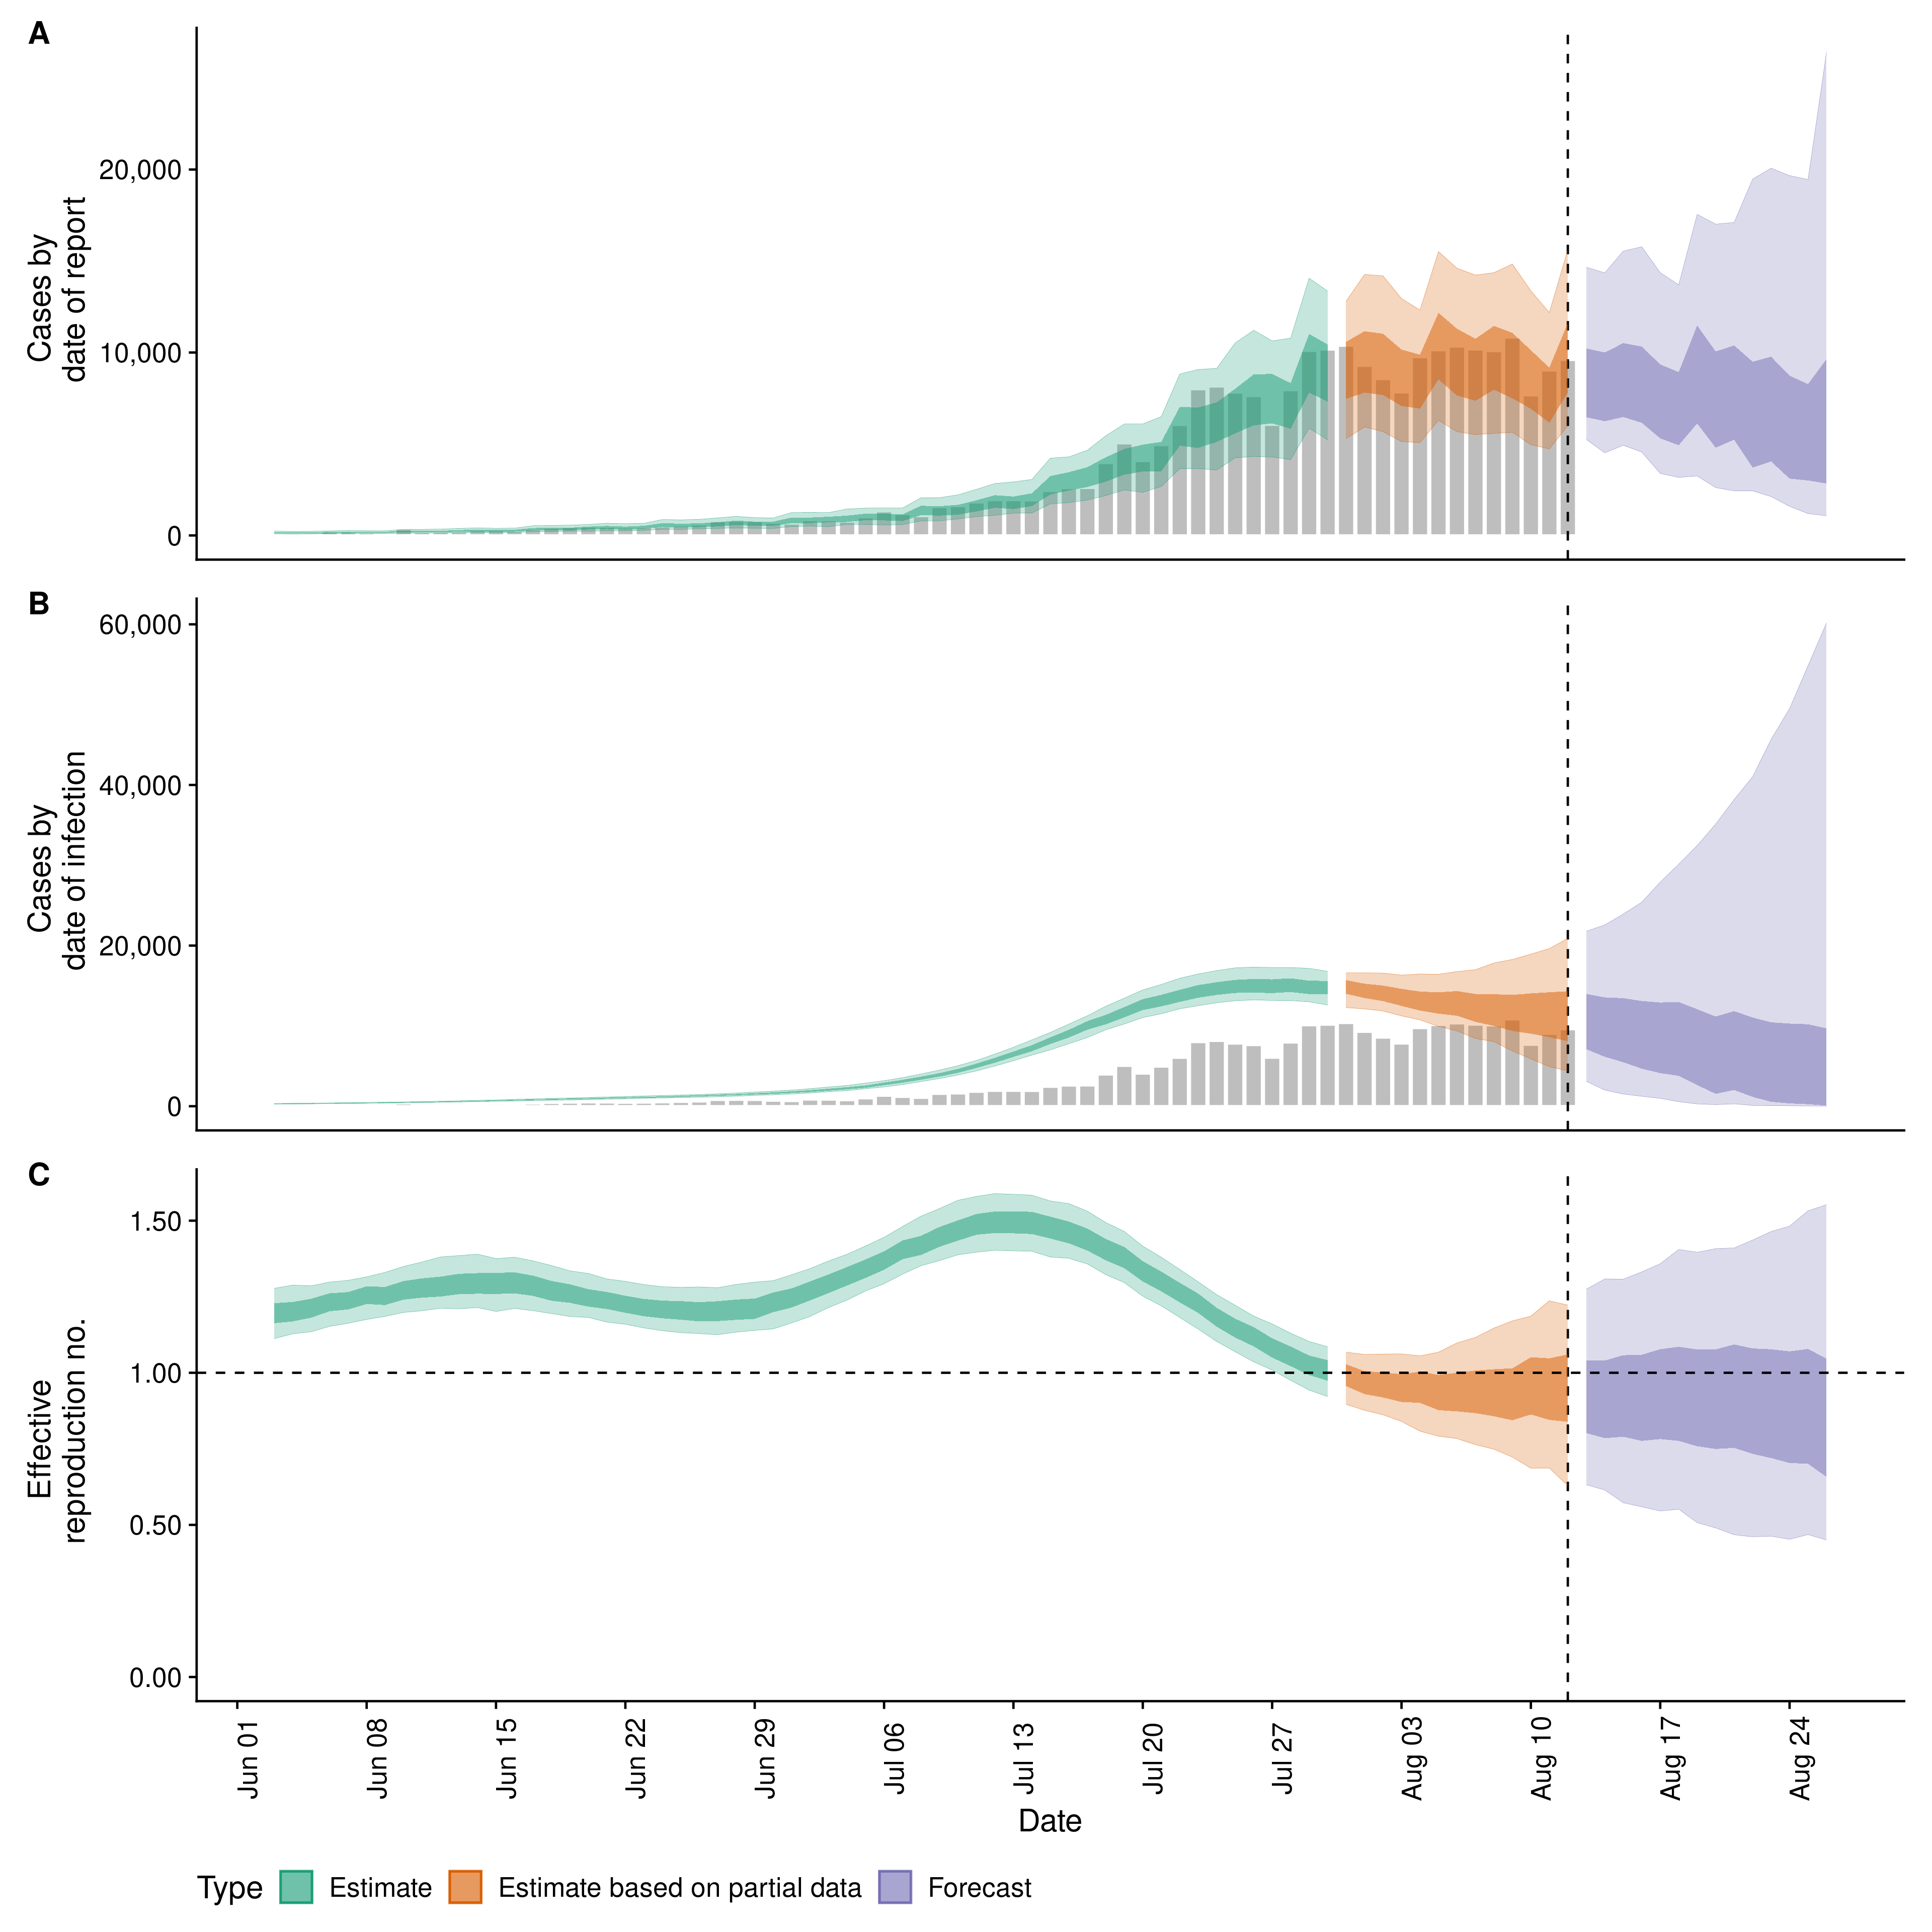 A
Cases by
date of report
20,000
10,000
0
B
Cases by
date of infection
60,000
40,000
20,000
0
C
Effective
reproduction no.
1.50
1.00
0.50
0.00
Jun 01
Jun 08
Jun 15
Jun 22
Jun 29
Jul 06
Jul 13
Jul 20
Jul 27
Aug 03
Aug 10
Aug 17
Aug 24
Date
Type
Estimate
Estimate based on partial data
Forecast